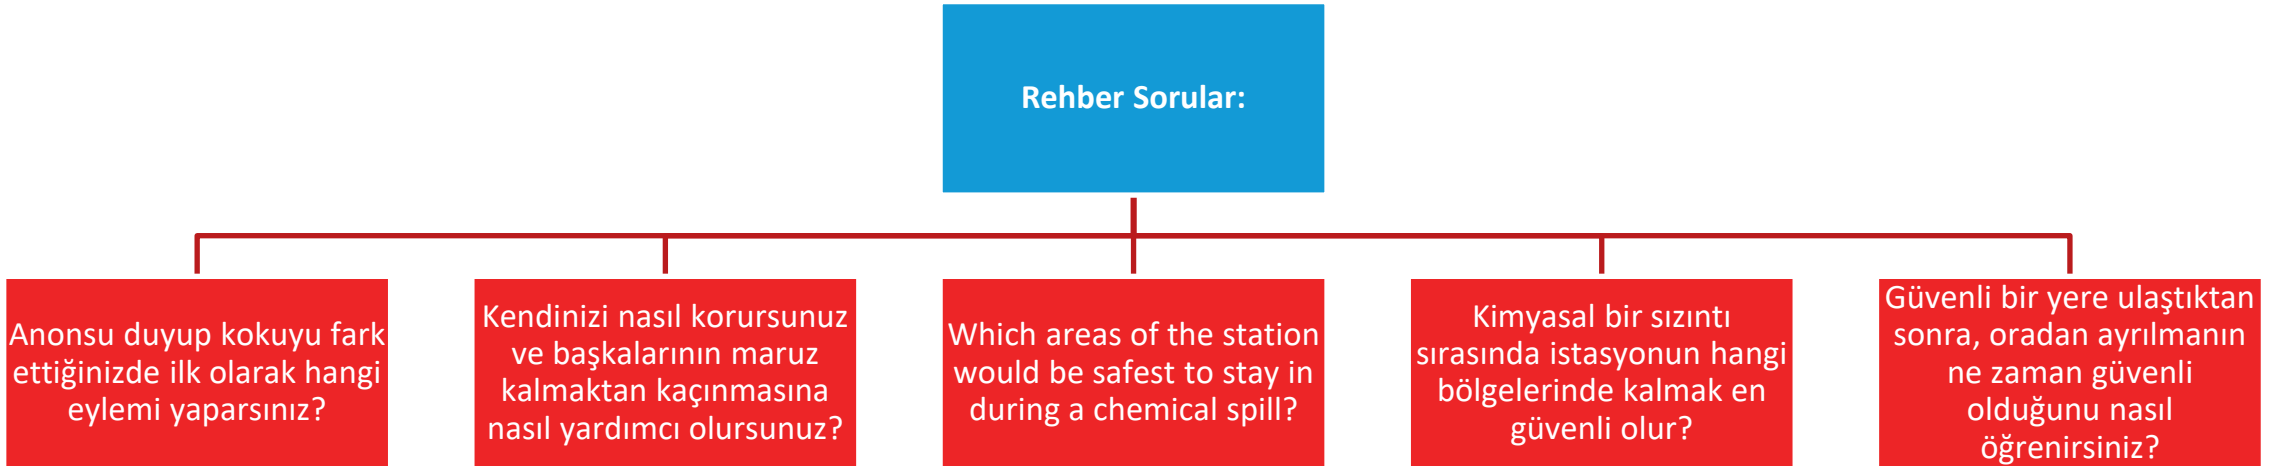 Rehber Sorular:
Anonsu duyup kokuyu fark
ettiğinizde ilk olarak hangi
eylemi yaparsınız?
Kendinizi nasıl korursunuz
ve başkalarının maruz
kalmaktan kaçınmasına
nasıl yardımcı olursunuz?
Which areas of the station
would be safest to stay in
during a chemical spill?
Kimyasal bir sızıntı
sırasında istasyonun hangi
bölgelerinde kalmak en
güvenli olur?
Güvenli bir yere ulaştıktan
sonra, oradan ayrılmanın
ne zaman güvenli
olduğunu nasıl
öğrenirsiniz?